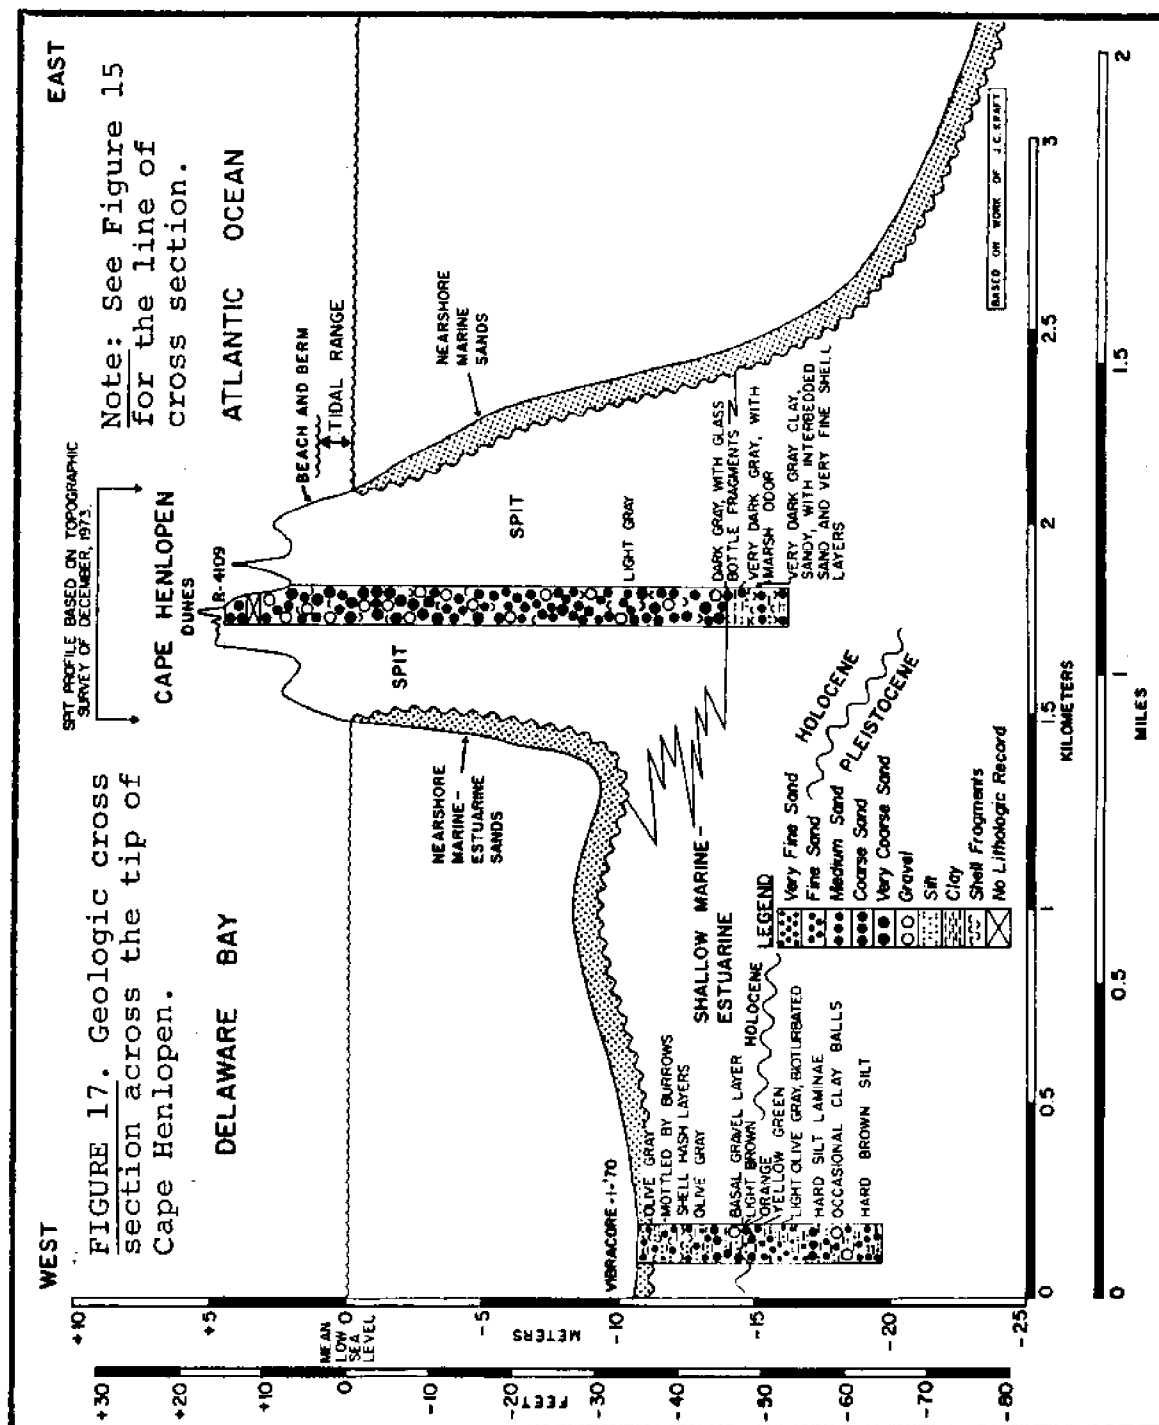 WEST
EAST
FIGURE 17. Geologic cross
section across the tip of
Cape Henlopen.
SPIT PROFILE BASED ON TOPOGRAPHIC
SURVEY OF DECEMBER, 1973.
Note: See Figure 15
for the line of
cross section.
CAPE HENLOPEN
DUNES
R-4109
DELAWARE BAY
ATLANTIC OCEAN
BEACH AND BERM
TIDAL RANGE
NEARSHORE
MARINE-
ESTUARINE
SANDS
SPIT
SPIT
NEARSHORE
MARINE
SANDS
LIGHT GRAY
DARK GRAY, WITH GLASS
BOTTLE FRAGMENTS
VERY DARK GRAY, WITH
MARSH ODOR
VERY DARK GRAY CLAY,
SANDY, WITH INTERBEDDED
SAND AND VERY FINE SHELL
LAYERS
VIBRACORE-1-'70
OLIVE GRAY
MOTTLED BY BURROWS
SHELL HASH LAYERS
OLIVE GRAY
BASAL GRAVEL LAYER
LIGHT BROWN
ORANGE
YELLOW GREEN
LIGHT OLIVE GRAY, BIOTURBATED
HARD SILT LAMINAE
OCCASIONAL CLAY BALLS
HARD BROWN SILT
SHALLOW MARINE-
ESTUARINE
HOLOCENE
HOLOCENE
PLEISTOCENE
LEGEND
Very Fine Sand
Fine Sand
Medium Sand
Coarse Sand
Very Coarse Sand
Gravel
Silt
Clay
Shell Fragments
No Lithologic Record
BASED ON WORK OF J.C. KRAFT
+10
+5
0
-5
-10
-15
-20
-25
METERS
MEAN
LOW
SEA
LEVEL
+30
+20
+10
0
-10
-20
-30
-40
-50
-60
-70
-80
FEET
0
0.5
1
1.5
2
2.5
3
KILOMETERS
0
0.5
1
1.5
2
MILES